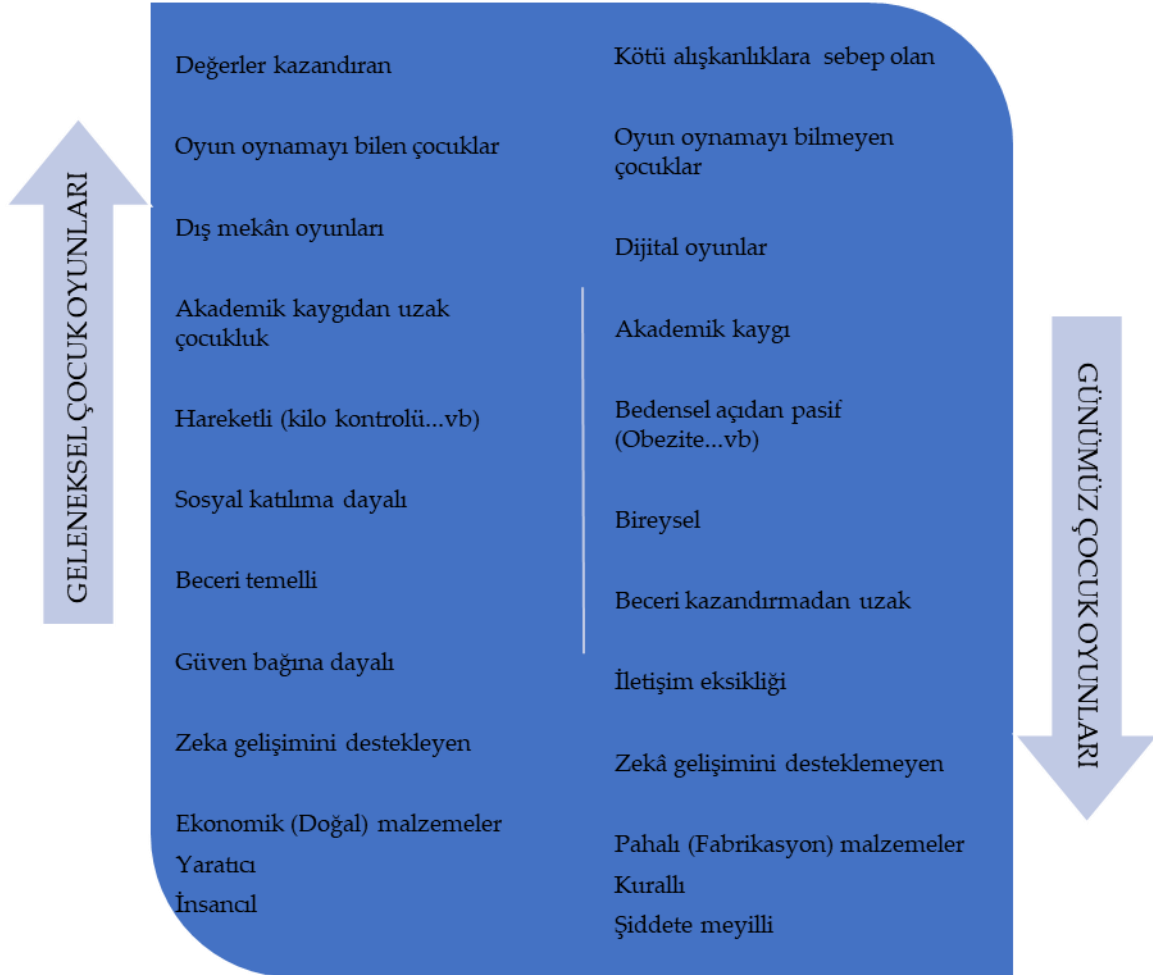 GELENEKSEL ÇOCUK OYUNLARI
Değerler kazandıran
Oyun oynamayı bilen çocuklar
Dış mekân oyunları
Akademik kaygıdan uzak
çocukluk
Hareketli (kilo kontrolü...vb)
Sosyal katılıma dayalı
Beceri temelli
Güven bağına dayalı
Zeka gelişimini destekleyen
Ekonomik (Doğal) malzemeler
Yaratıcı
İnsancıl
Kötü alışkanlıklara sebep olan
Oyun oynamayı bilmeyen
çocuklar
Dijital oyunlar
Akademik kaygı
Bedensel açıdan pasif
(Obezite...vb)
Bireysel
Beceri kazandırmadan uzak
İletişim eksikliği
Zekâ gelişimini desteklemeyen
Pahalı (Fabrikasyon) malzemeler
Kurallı
Şiddete meyilli
GÜNÜMÜZ ÇOCUK OYUNLARI